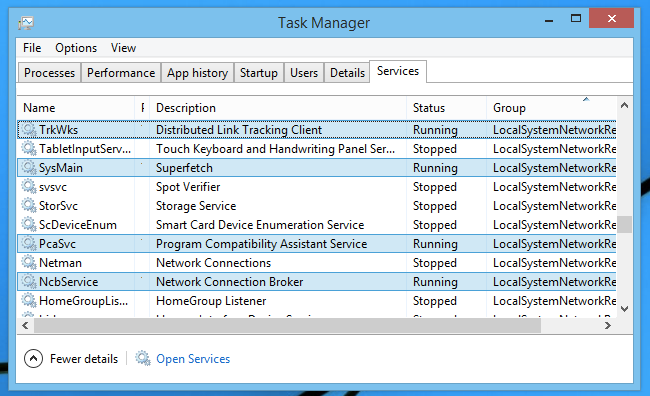 Task Manager
File Options View
Processes Performance App history Startup Users Details Services
Name Description Status Group
TrkWks Distributed Link Tracking Client Running LocalSystemNetworkRe
TabletInputServ... Touch Keyboard and Handwriting Panel Ser... Stopped LocalSystemNetworkRe
SysMain Superfetch Running LocalSystemNetworkRe
svsvc Spot Verifier Stopped LocalSystemNetworkRe
StorSvc Storage Service Stopped LocalSystemNetworkRe
ScDeviceEnum Smart Card Device Enumeration Service Stopped LocalSystemNetworkRe
PcaSvc Program Compatibility Assistant Service Running LocalSystemNetworkRe
Netman Network Connections Stopped LocalSystemNetworkRe
NcbService Network Connection Broker Running LocalSystemNetworkRe
HomeGroupLis... HomeGroup Listener Stopped LocalSystemNetworkRe
Fewer details Open Services